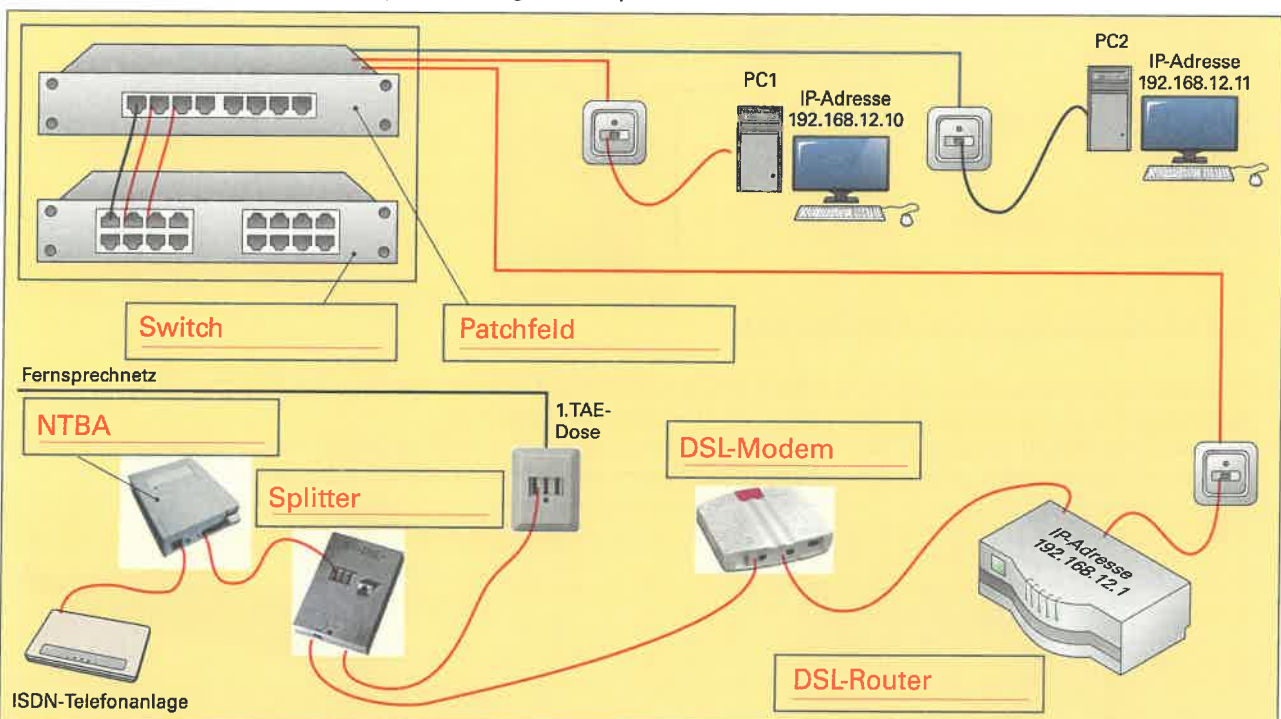 PC1
IP-Adresse
192.168.12.10
PC2
IP-Adresse
192.168.12.11
Switch
Patchfeld
Fernsprechnetz
NTBA
Splitter
1.TAE-
Dose
DSL-Modem
IP-Adresse
192.168.12.1
DSL-Router
ISDN-Telefonanlage